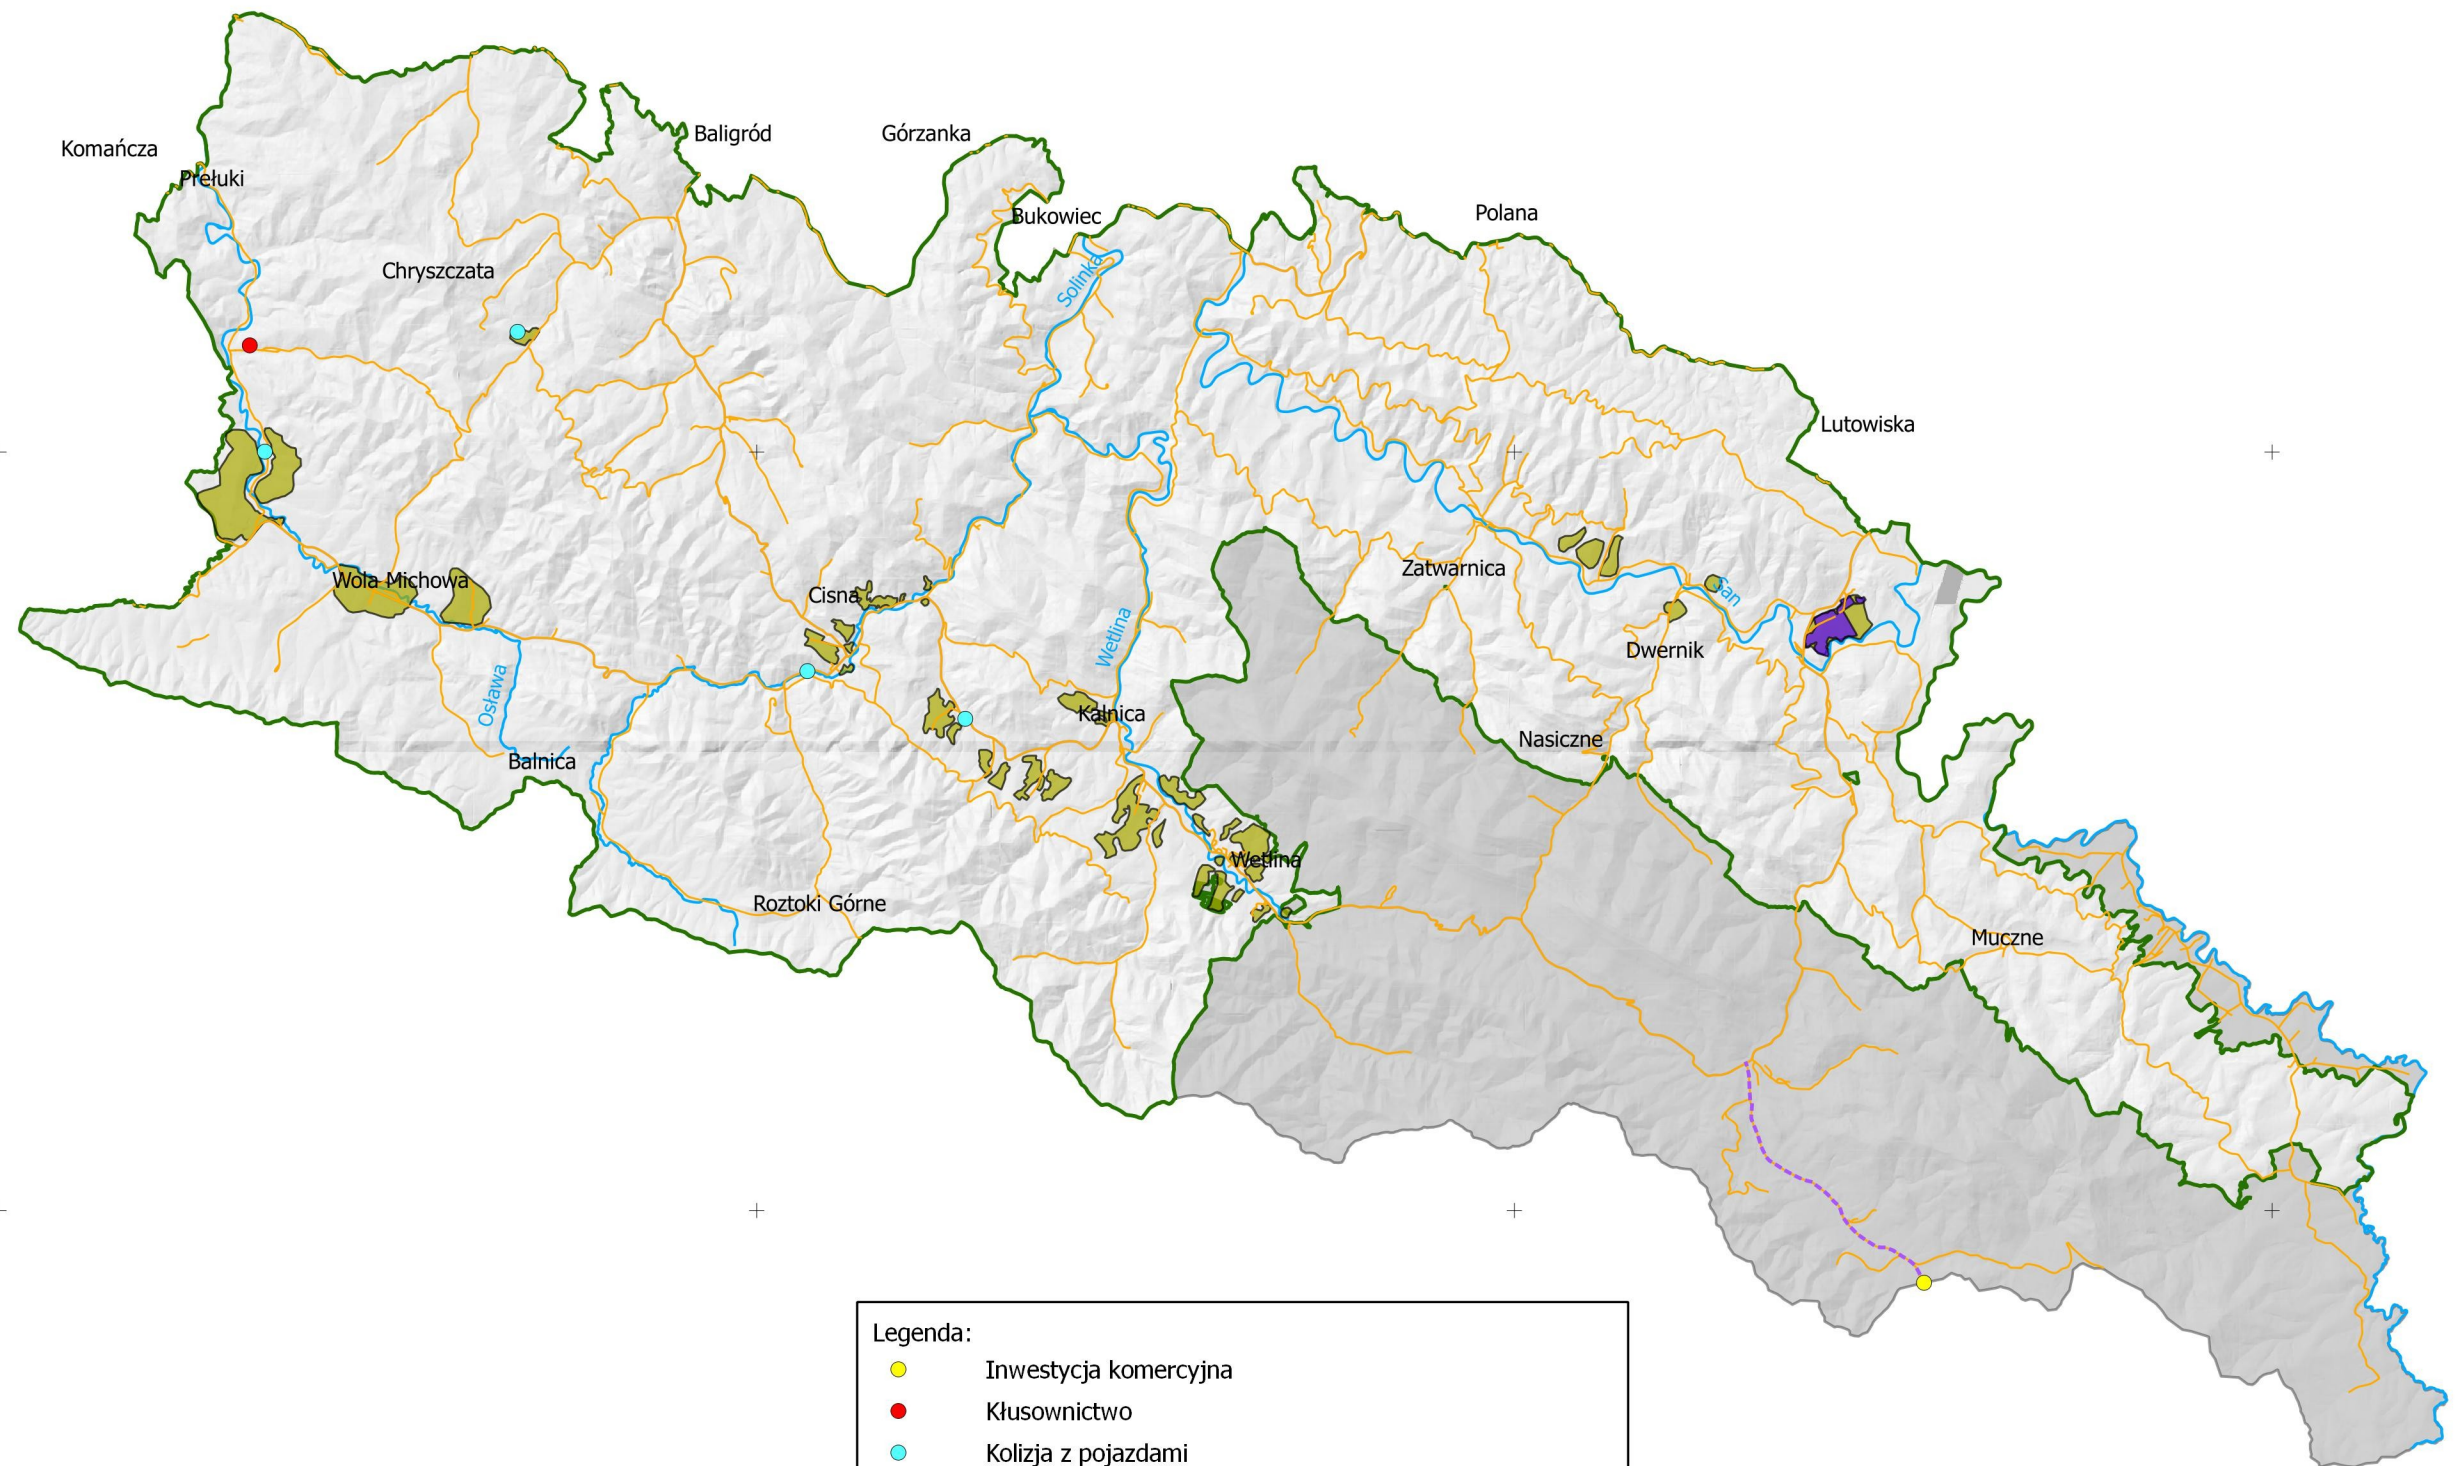 Baligród
Górzanka
Komańcza
Prełuki
Bukowiec
Polana
Chryszczata
Solinka
Lutowiska
Wola Michowa
Cisna
Zatwarnica
San
Wetlina
Dwernik
Osława
Kalnica
Nasiczne
Balnica
Wetlina
Roztoki Górne
Muczne
Legenda:
Inwestycja komercyjna
Kłusownictwo
Kolizja z pojazdami